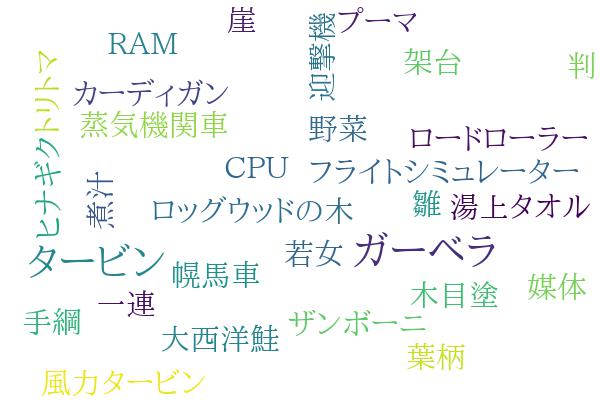 崖
迎撃機
プーマ
RAM
架台
判
トリトマ
カーディガン
蒸気機関車
野菜
ロードローラー
ヒナギク
煮汁
CPU
フライトシミュレーター
ロッグウッドの木
雛
湯上タオル
タービン
幌馬車
若女
ガーベラ
一連
木目塗
媒体
手綱
大西洋鮭
ザンボーニ
葉柄
風力タービン